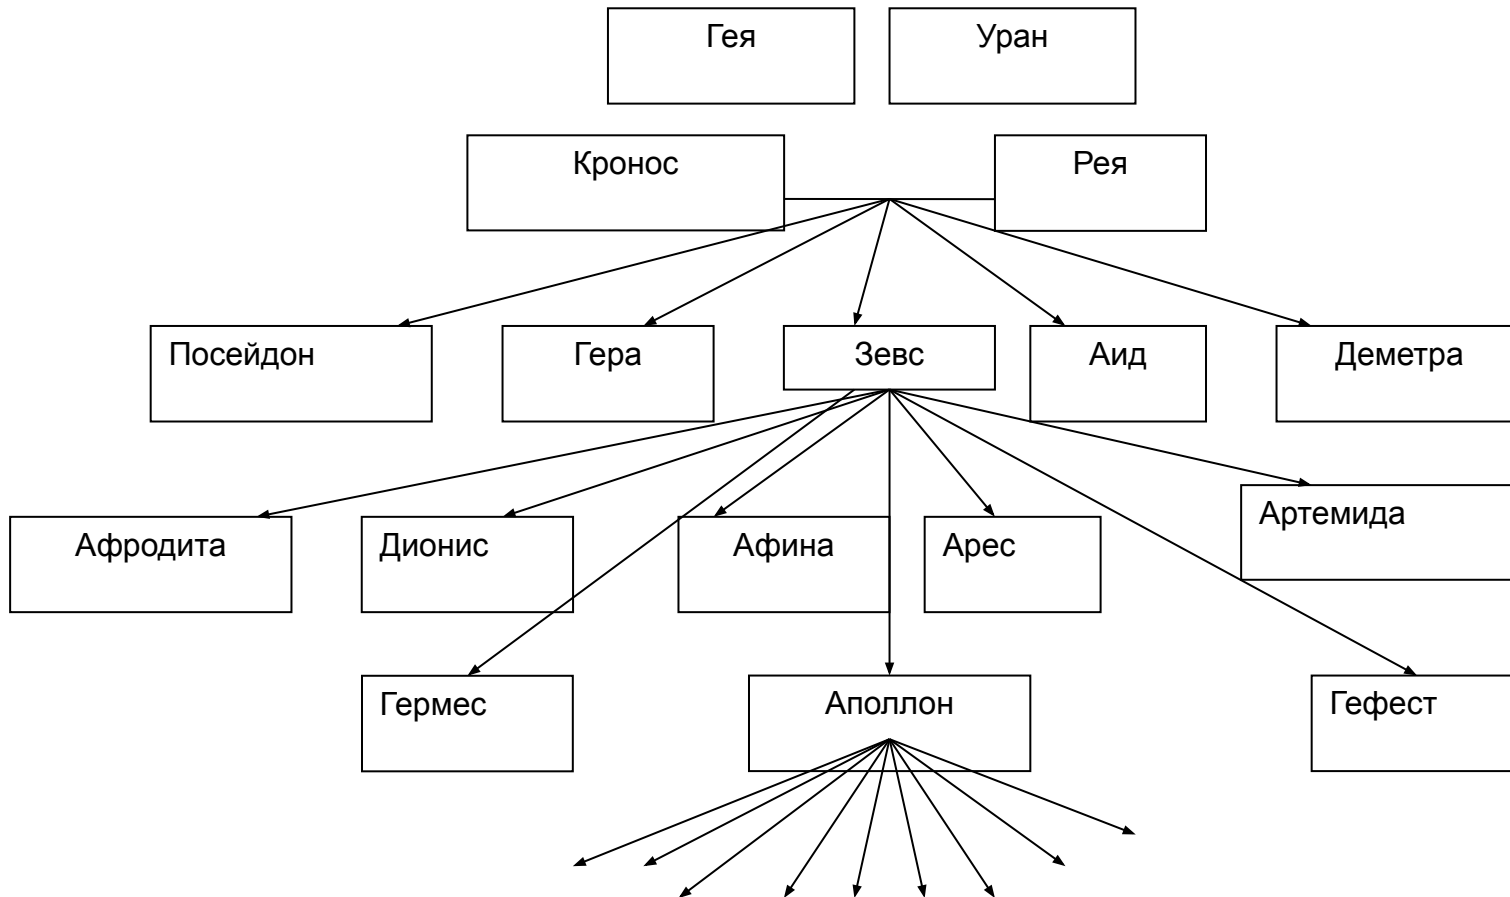 Гея
Уран
Кронос
Рея
Посейдон
Гера
Зевс
Аид
Деметра
Афродита
Дионис
Афина
Арес
Артемида
Гермес
Аполлон
Гефест